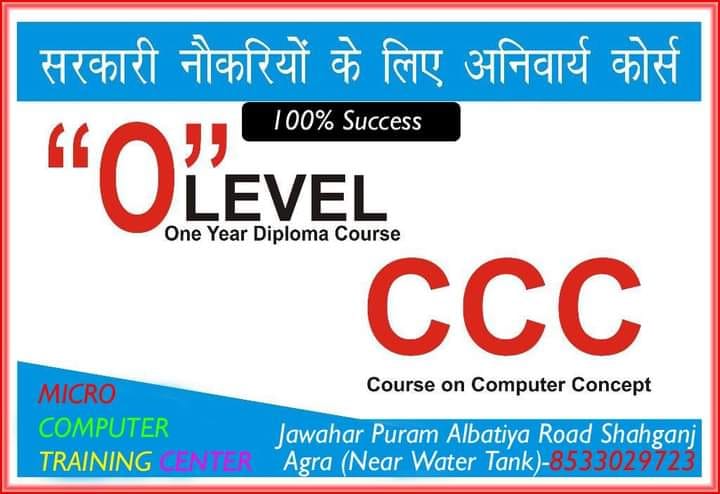 सरकारी नौकरियों के लिए अनिवार्य कोर्स
100% Success
“O” LEVEL
One Year Diploma Course
CCC
Course on Computer Concept
MICRO
COMPUTER
TRAINING CENTER
Jawahar Puram Albatiya Road Shahganj
Agra (Near Water Tank)-8533029723